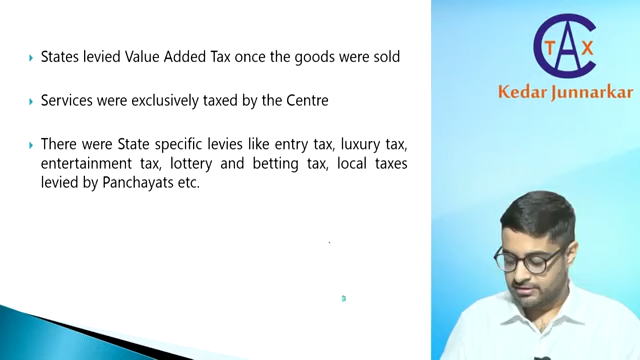 States levied Value Added Tax once the goods were sold
Services were exclusively taxed by the Centre
There were State specific levies like entry tax, luxury tax,
entertainment tax, lottery and betting tax, local taxes
levied by Panchayats etc.
CA TAX
Kedar Junnarkar